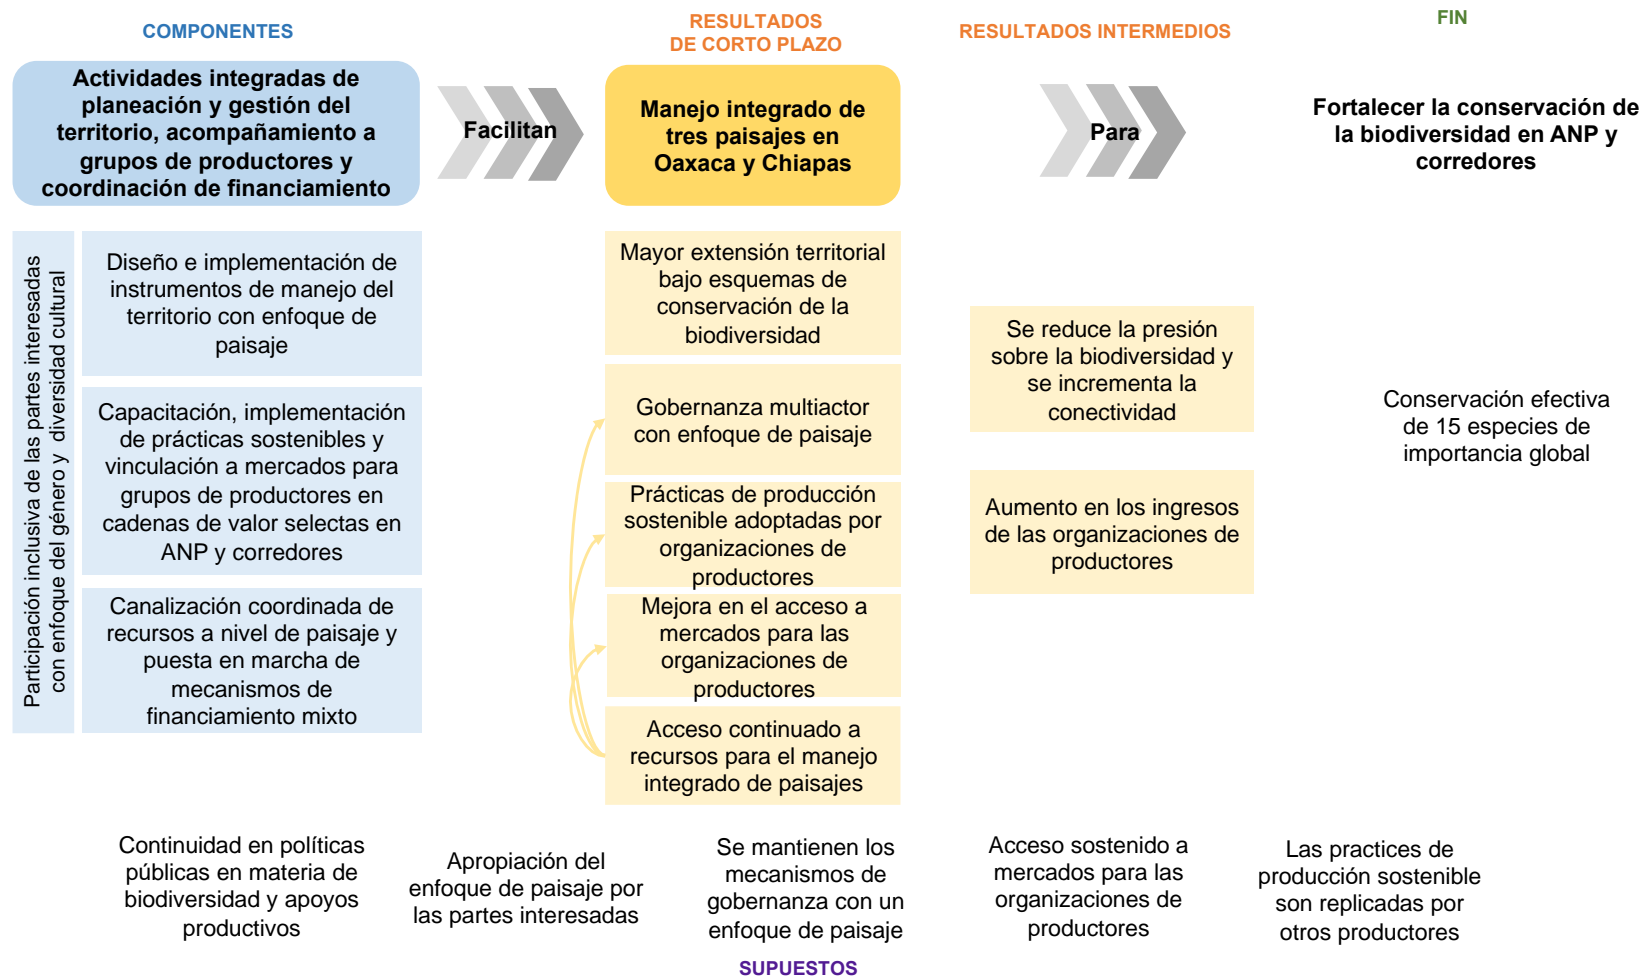 COMPONENTES
RESULTADOS
DE CORTO PLAZO
RESULTADOS INTERMEDIOS
FIN
Actividades integradas de
planeación y gestión del
territorio, acompañamiento a
grupos de productores y
coordinación de financiamiento
Facilitan
Manejo integrado de
tres paisajes en
Oaxaca y Chiapas
Para
Fortalecer la conservación de
la biodiversidad en ANP y
corredores
Participación inclusiva de las partes interesadas
con enfoque del género y diversidad cultural
Diseño e implementación de
instrumentos de manejo del
territorio con enfoque de
paisaje
Capacitación, implementación
de prácticas sostenibles y
vinculación a mercados para
grupos de productores en
cadenas de valor selectas en
ANP y corredores
Canalización coordinada de
recursos a nivel de paisaje y
puesta en marcha de
mecanismos de
financiamiento mixto
Mayor extensión territorial
bajo esquemas de
conservación de la
biodiversidad
Gobernanza multiactor
con enfoque de paisaje
Prácticas de producción
sostenible adoptadas por
organizaciones de
productores
Mejora en el acceso a
mercados para las
organizaciones de
productores
Acceso continuado a
recursos para el manejo
integrado de paisajes
Se reduce la presión
sobre la biodiversidad y
se incrementa la
conectividad
Aumento en los ingresos
de las organizaciones de
productores
Conservación efectiva
de 15 especies de
importancia global
Continuidad en políticas
públicas en materia de
biodiversidad y apoyos
productivos
Apropiación del
enfoque de paisaje por
las partes interesadas
Se mantienen los
mecanismos de
gobernanza con un
enfoque de paisaje
Acceso sostenido a
mercados para las
organizaciones de
productores
Las practices de
producción sostenible
son replicadas por
otros productores
SUPUESTOS